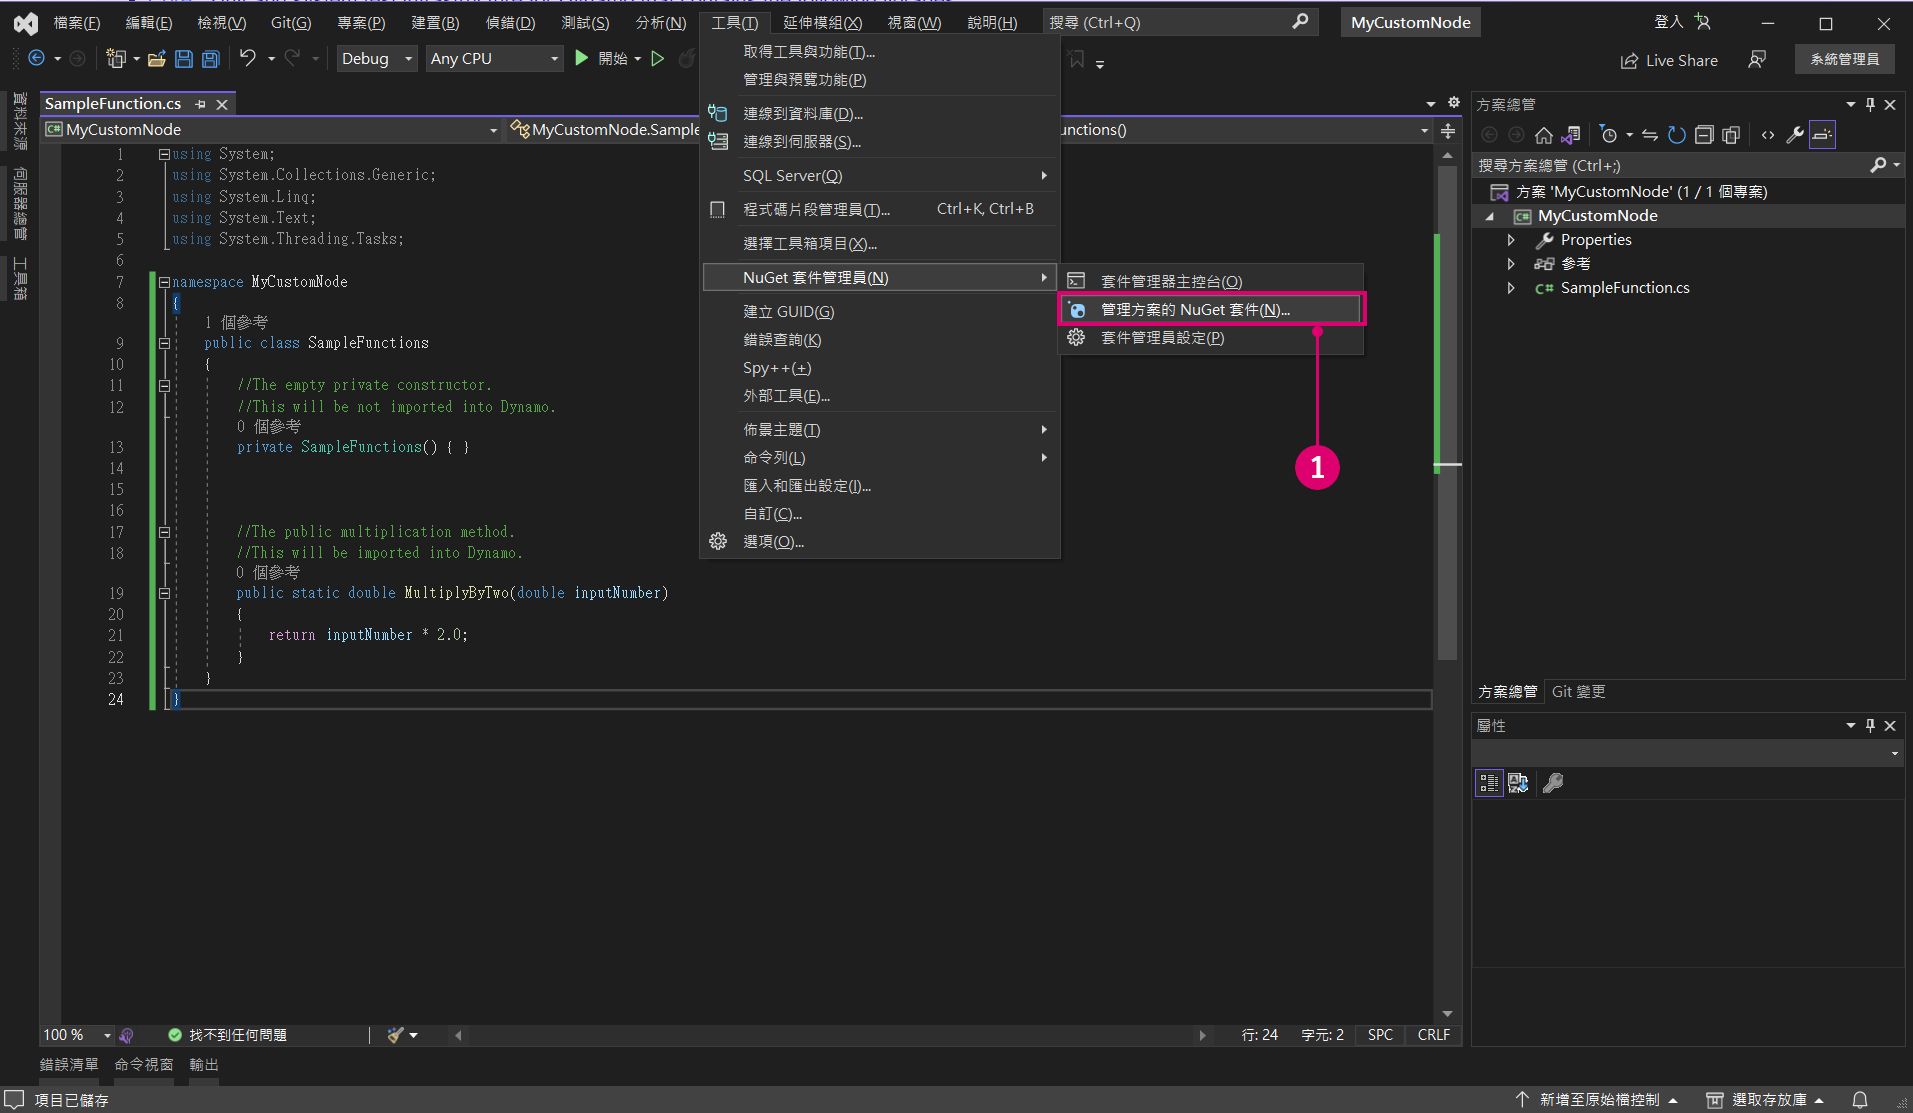 檔案(F) 編輯(E) 檢視(V) Git(G) 專案(P) 建置(B) 偵錯(D) 測試(S) 分析(N) 工具(T) 延伸模組(X) 視窗(W) 說明(H) 搜尋 (Ctrl+Q) MyCustomNode 登入
Debug Any CPU 開始 Live Share 系統管理員
資料來源
伺服器總管
工具箱
SampleFunction.cs
MyCustomNode MyCustomNode.Sample unctions()
1 using System;
2 using System.Collections.Generic;
3 using System.Linq;
4 using System.Text;
5 using System.Threading.Tasks;
6
7 namespace MyCustomNode
8 {
1 個參考
9 public class SampleFunctions
10 {
11 //The empty private constructor.
12 //This will be not imported into Dynamo.
0 個參考
13 private SampleFunctions() { }
14
15
16
17 //The public multiplication method.
18 //This will be imported into Dynamo.
0 個參考
19 public static double MultiplyByTwo(double inputNumber)
20 {
21 return inputNumber * 2.0;
22 }
23 }
24 }
取得工具與功能(T)...
管理與預覽功能(P)
連線到資料庫(D)...
連線到伺服器(S)...
SQL Server(Q)
程式碼片段管理員(T)... Ctrl+K, Ctrl+B
選擇工具箱項目(X)...
NuGet 套件管理員(N)
建立 GUID(G)
錯誤查詢(K)
Spy++(+)
外部工具(E)...
佈景主題(T)
命令列(L)
匯入和匯出設定(I)...
自訂(C)...
選項(O)...
套件管理器主控台(O)
管理方案的 NuGet 套件(N)...
套件管理員設定(P)
1
方案總管
搜尋方案總管 (Ctrl+;)
方案 'MyCustomNode' (1 / 1 個專案)
C# MyCustomNode
Properties
參考
C# SampleFunction.cs
方案總管 Git 變更
屬性
100 % 找不到任何問題 行: 24 字元: 2 SPC CRLF
錯誤清單 命令視窗 輸出
項目已儲存 新增至原始檔控制 選取存放庫